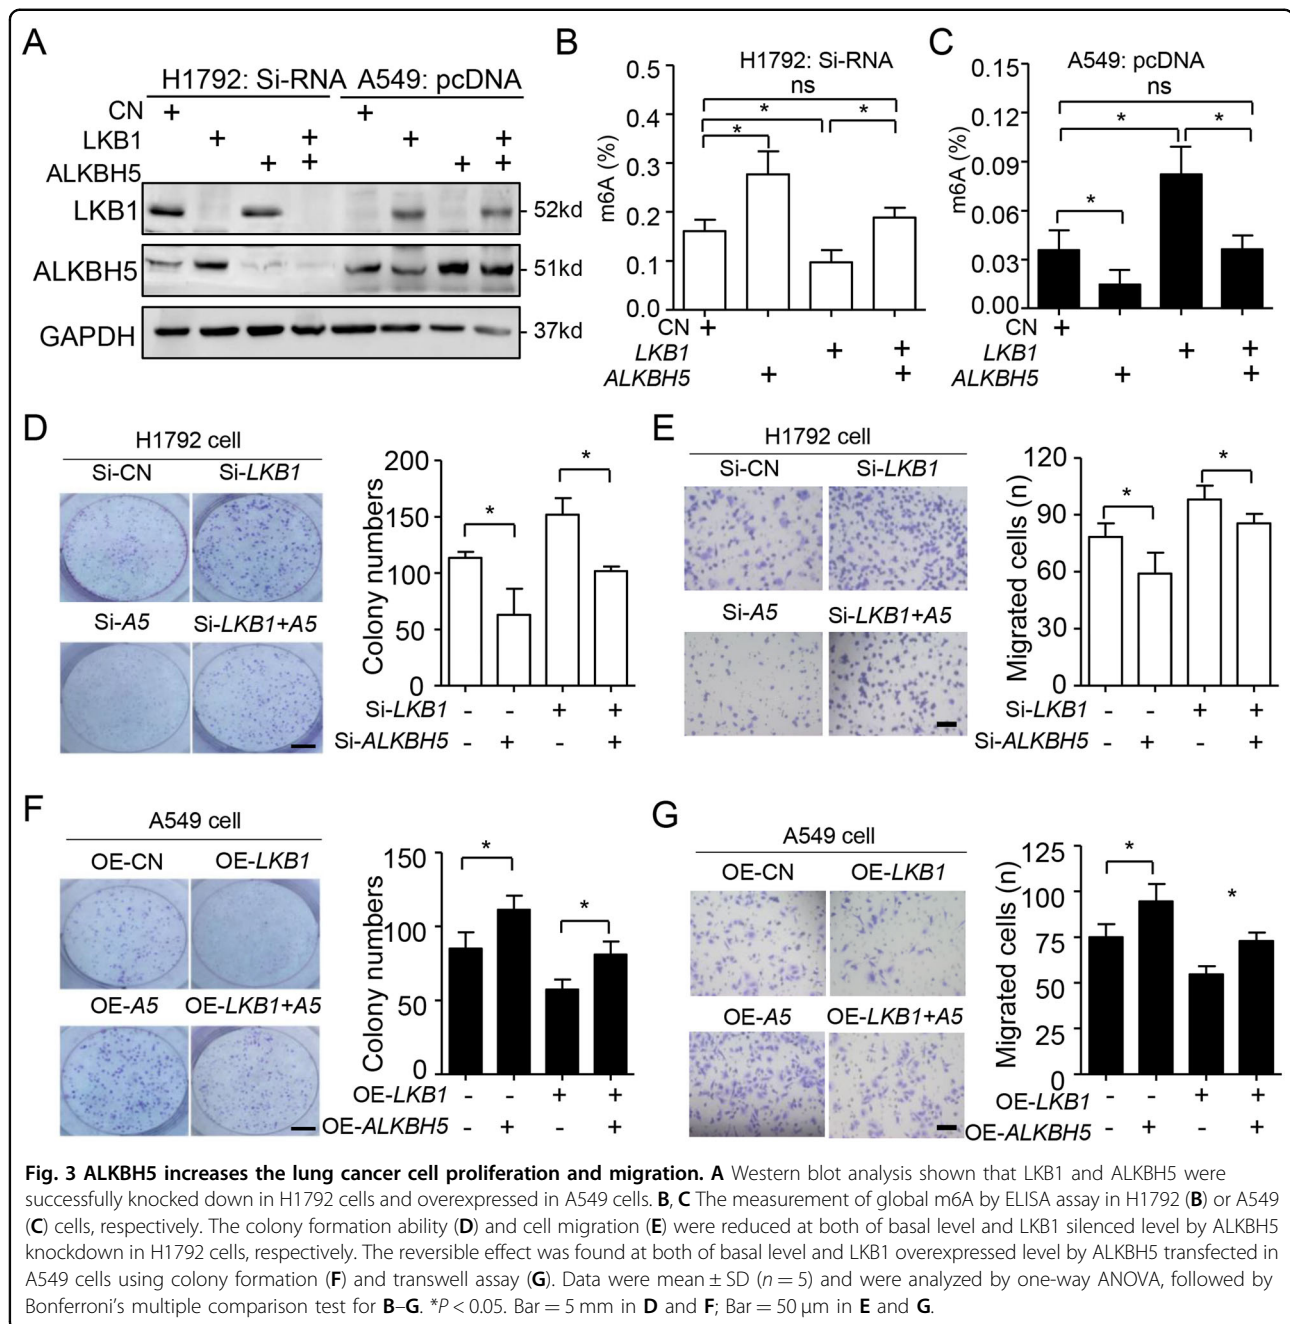 A
H1792: Si-RNA A549: pcDNA
CN + +
LKB1 + + + +
ALKBH5 + + + +
LKB1 - 52kd
ALKBH5 - 51kd
GAPDH - 37kd
B
H1792: Si-RNA
0.5
0.4
0.3
0.2
0.1
0.0
m6A (%)
ns
* *
*
CN +
LKB1 + +
ALKBH5 + +
C
A549: pcDNA
0.15
0.12
0.09
0.06
0.03
0.00
m6A (%)
ns
* *
*
CN +
LKB1 + +
ALKBH5 + +
D
H1792 cell
Si-CN Si-LKB1
Si-A5 Si-LKB1+A5
200
150
100
50
0
Colony numbers
* *
Si-LKB1 - - + +
Si-ALKBH5 - + - +
E
H1792 cell
Si-CN Si-LKB1
Si-A5 Si-LKB1+A5
120
90
60
30
0
Migrated cells (n)
* *
Si-LKB1 - - + +
Si-ALKBH5 - + - +
F
A549 cell
OE-CN OE-LKB1
OE-A5 OE-LKB1+A5
150
100
50
0
Colony numbers
* *
OE-LKB1 - - + +
OE-ALKBH5 - + - +
G
A549 cell
OE-CN OE-LKB1
OE-A5 OE-LKB1+A5
125
100
75
50
25
0
Migrated cells (n)
* *
OE-LKB1 - - + +
OE-ALKBH5 - + - +
Fig. 3 ALKBH5 increases the lung cancer cell proliferation and migration. A Western blot analysis shown that LKB1 and ALKBH5 were
successfully knocked down in H1792 cells and overexpressed in A549 cells. B, C The measurement of global m6A by ELISA assay in H1792 (B) or A549
(C) cells, respectively. The colony formation ability (D) and cell migration (E) were reduced at both of basal level and LKB1 silenced level by ALKBH5
knockdown in H1792 cells, respectively. The reversible effect was found at both of basal level and LKB1 overexpressed level by ALKBH5 transfected in
A549 cells using colony formation (F) and transwell assay (G). Data were mean ± SD (n = 5) and were analyzed by one-way ANOVA, followed by
Bonferroni's multiple comparison test for B–G. *P < 0.05. Bar = 5 mm in D and F; Bar = 50 μm in E and G.